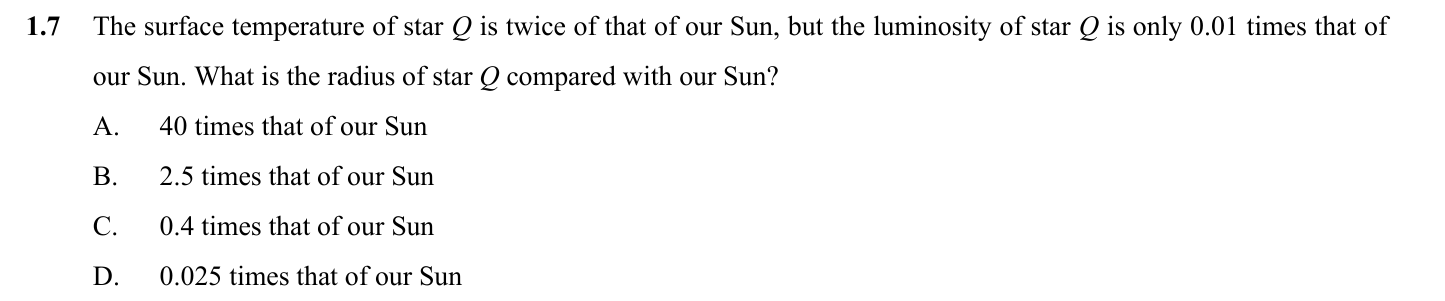 1.7 The surface temperature of star Q is twice of that of our Sun, but the luminosity of star Q is only 0.01 times that of
our Sun. What is the radius of star Q compared with our Sun?
A. 40 times that of our Sun
B. 2.5 times that of our Sun
C. 0.4 times that of our Sun
D. 0.025 times that of our Sun